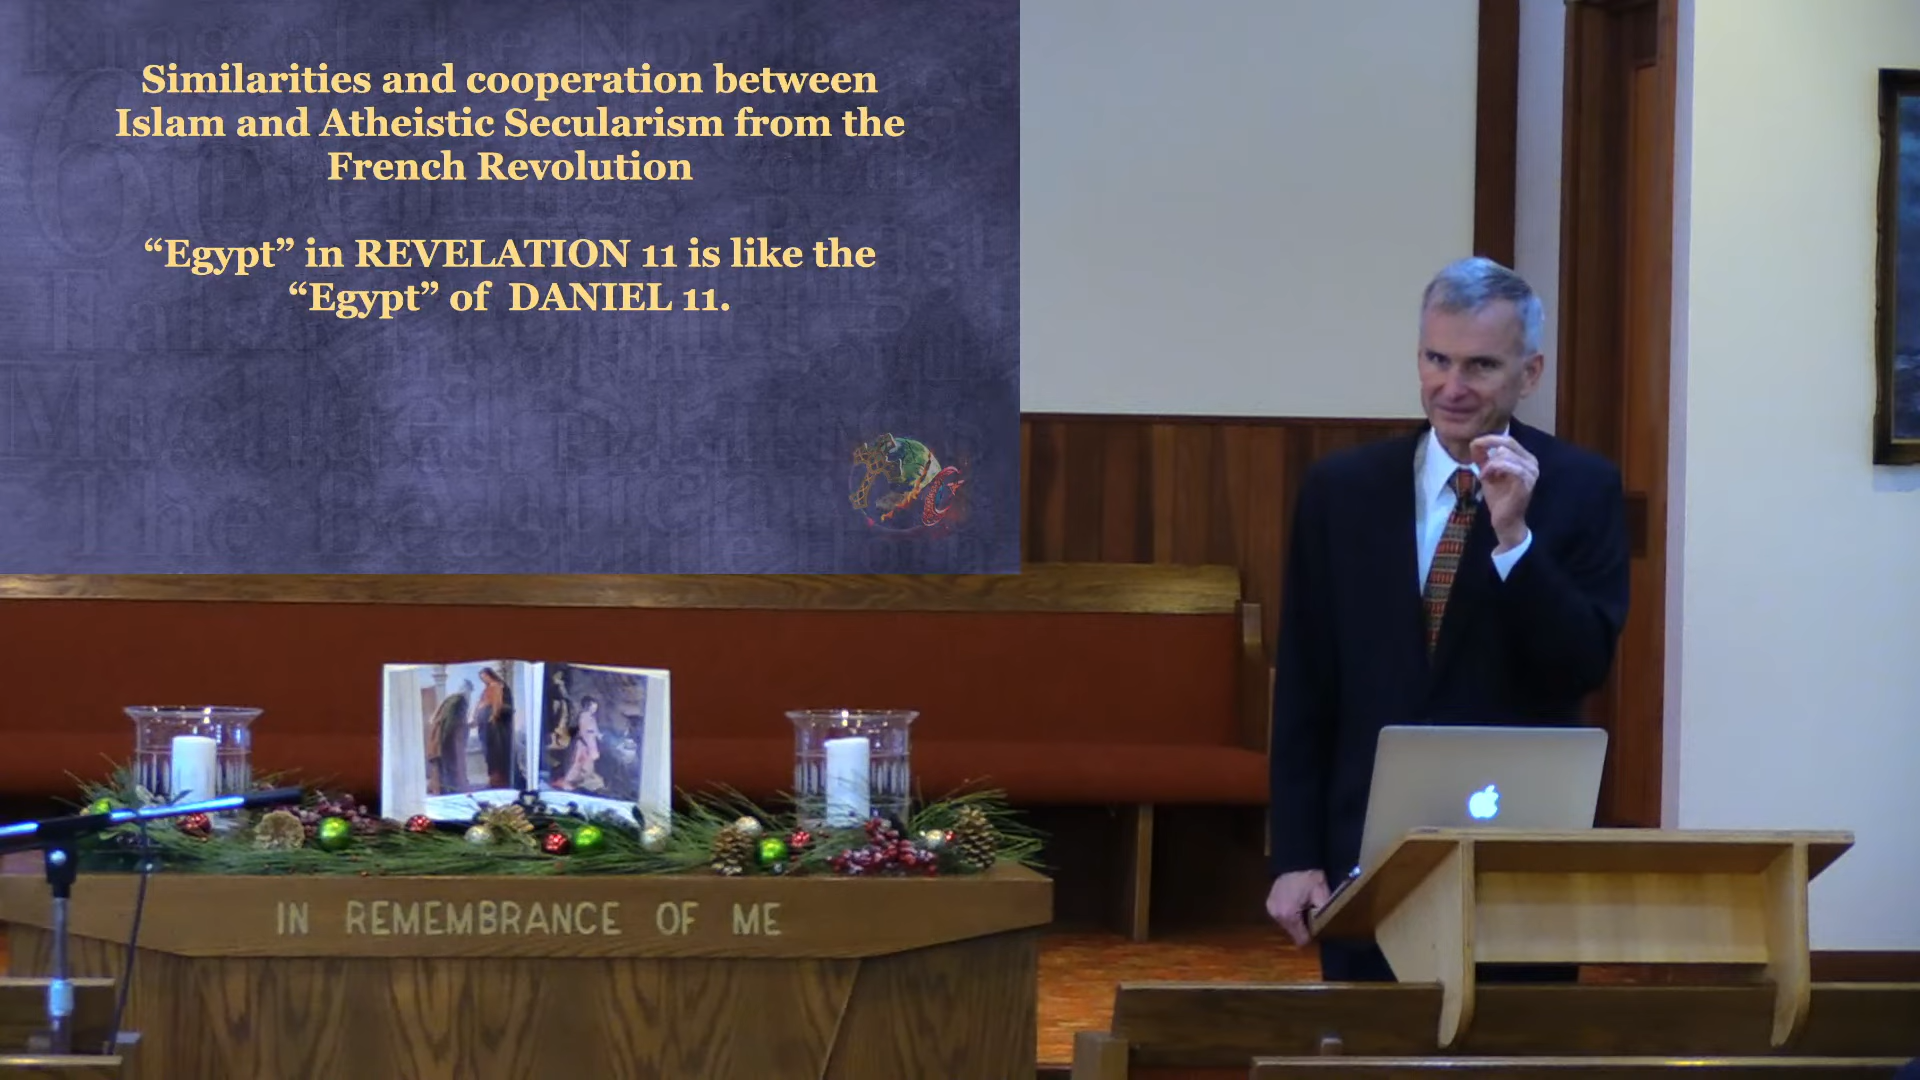 Similarities and cooperation between
Islam and Atheistic Secularism from the
French Revolution
“Egypt” in REVELATION 11 is like the
“Egypt” of DANIEL 11.
IN REMEMBRANCE OF ME